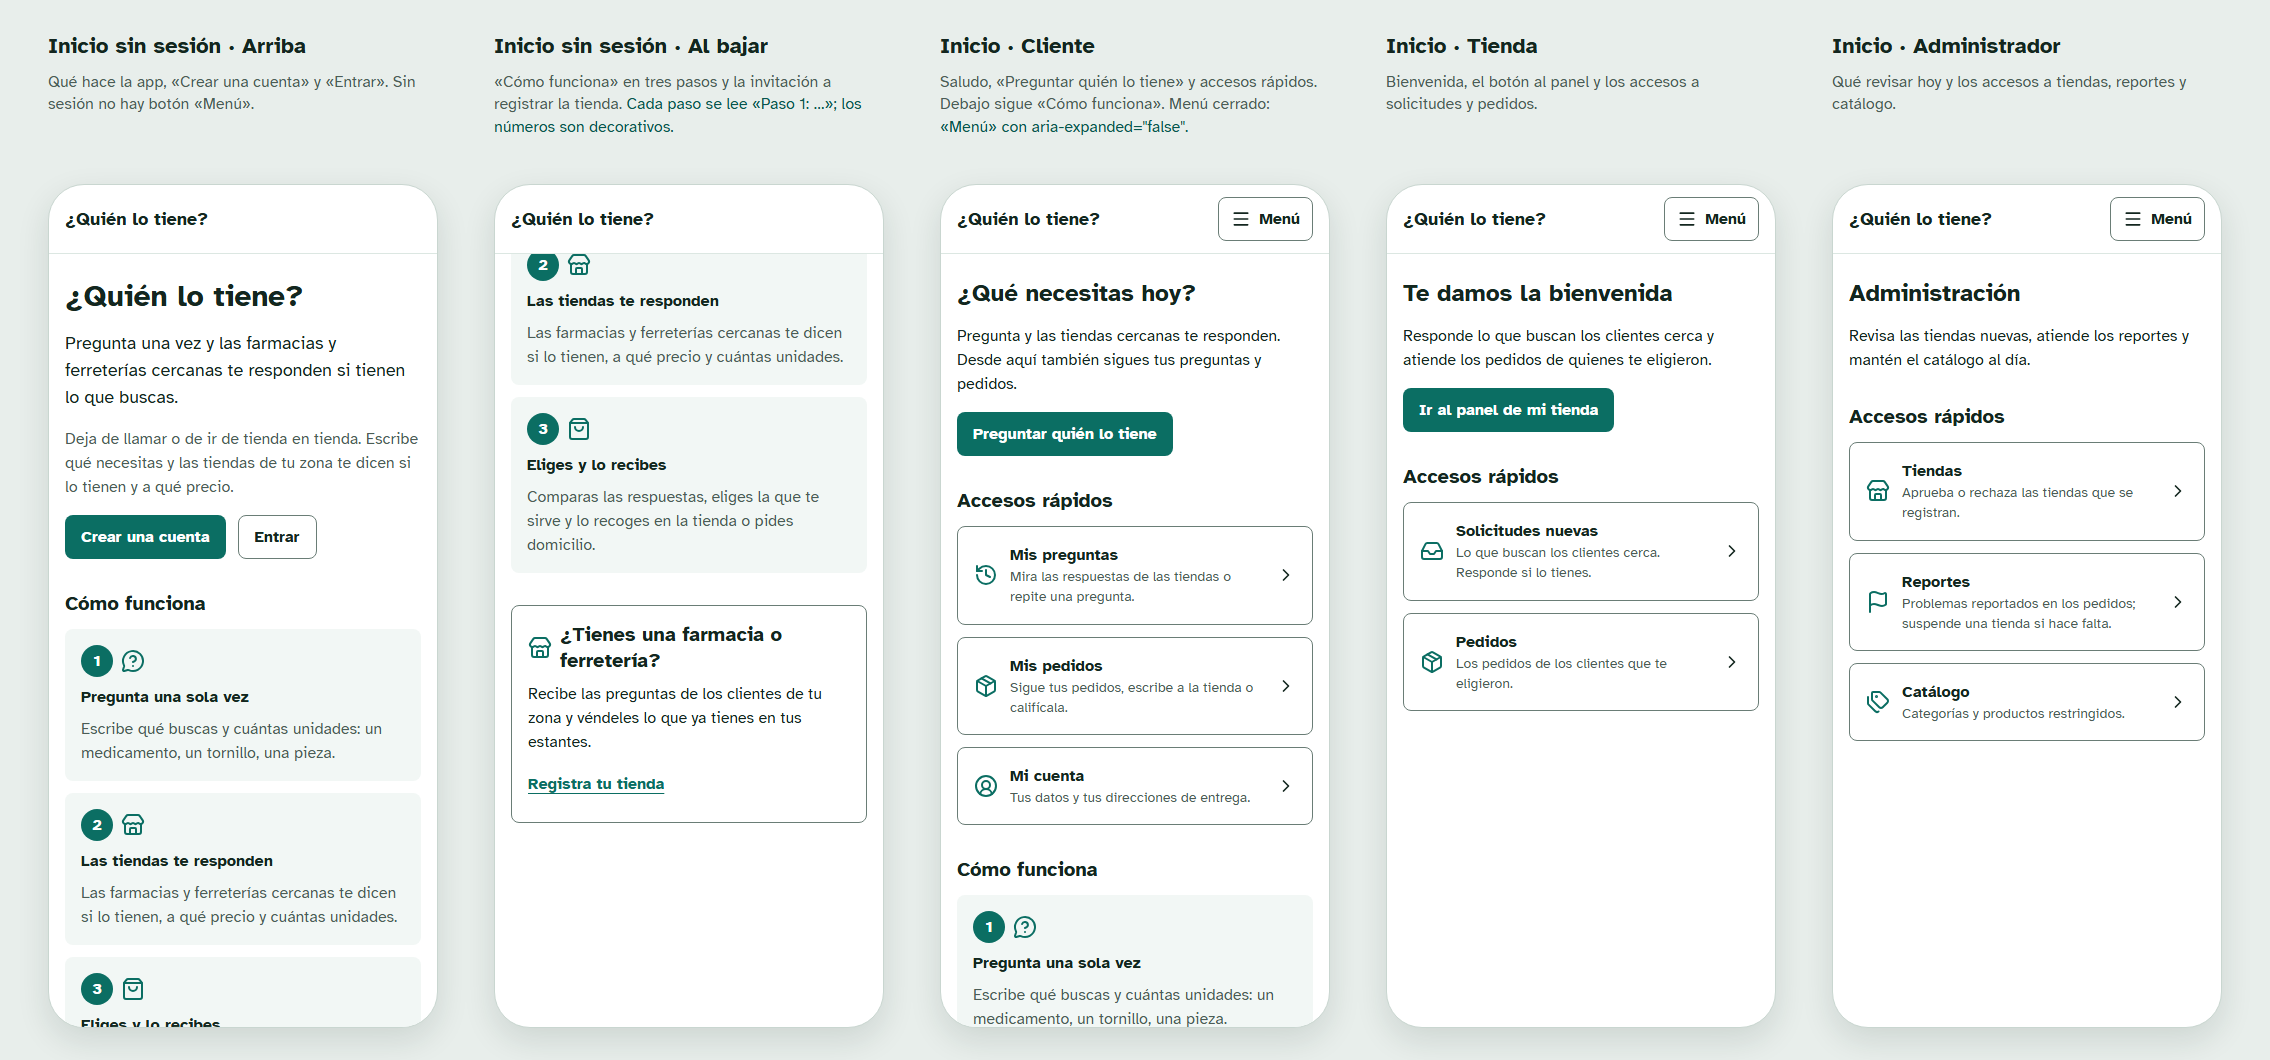 Inicio sin sesión · Arriba
Qué hace la app, «Crear una cuenta» y «Entrar». Sin
sesión no hay botón «Menú».
¿Quién lo tiene?
¿Quién lo tiene?
Pregunta una vez y las farmacias y
ferreterías cercanas te responden si tienen
lo que buscas.
Deja de llamar o de ir de tienda en tienda. Escribe
qué necesitas y las tiendas de tu zona te dicen si
lo tienen y a qué precio.
Crear una cuenta
Entrar
Cómo funciona
1
Pregunta una sola vez
Escribe qué buscas y cuántas unidades: un
medicamento, un tornillo, una pieza.
2
Las tiendas te responden
Las farmacias y ferreterías cercanas te dicen
si lo tienen, a qué precio y cuántas unidades.
3
Eliges y lo recibes
Inicio sin sesión · Al bajar
«Cómo funciona» en tres pasos y la invitación a
registrar la tienda. Cada paso se lee «Paso 1: ...»; los
números son decorativos.
¿Quién lo tiene?
2
Las tiendas te responden
Las farmacias y ferreterías cercanas te dicen
si lo tienen, a qué precio y cuántas unidades.
3
Eliges y lo recibes
Comparas las respuestas, eliges la que te
sirve y lo recoges en la tienda o pides
domicilio.
¿Tienes una farmacia o
ferretería?
Recibe las preguntas de los clientes de tu
zona y véndeles lo que ya tienes en tus
estantes.
Registra tu tienda
Inicio · Cliente
Saludo, «Preguntar quién lo tiene» y accesos rápidos.
Debajo sigue «Cómo funciona». Menú cerrado:
«Menú» con aria-expanded="false".
¿Quién lo tiene?
Menú
¿Qué necesitas hoy?
Pregunta y las tiendas cercanas te responden.
Desde aquí también sigues tus preguntas y
pedidos.
Preguntar quién lo tiene
Accesos rápidos
Mis preguntas
Mira las respuestas de las tiendas o
repite una pregunta.
Mis pedidos
Sigue tus pedidos, escribe a la tienda o
califícala.
Mi cuenta
Tus datos y tus direcciones de entrega.
Cómo funciona
1
Pregunta una sola vez
Escribe qué buscas y cuántas unidades: un
medicamento, un tornillo, una pieza.
Inicio · Tienda
Bienvenida, el botón al panel y los accesos a
solicitudes y pedidos.
¿Quién lo tiene?
Menú
Te damos la bienvenida
Responde lo que buscan los clientes cerca y
atiende los pedidos de quienes te eligieron.
Ir al panel de mi tienda
Accesos rápidos
Solicitudes nuevas
Lo que buscan los clientes cerca.
Responde si lo tienes.
Pedidos
Los pedidos de los clientes que te
eligieron.
Inicio · Administrador
Qué revisar hoy y los accesos a tiendas, reportes y
catálogo.
¿Quién lo tiene?
Menú
Administración
Revisa las tiendas nuevas, atiende los reportes y
mantén el catálogo al día.
Accesos rápidos
Tiendas
Aprueba o rechaza las tiendas que se
registran.
Reportes
Problemas reportados en los pedidos;
suspende una tienda si hace falta.
Catálogo
Categorías y productos restringidos.